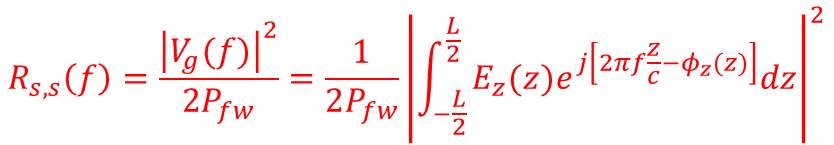 R_{s,s}(f) = \frac{|V_g(f)|^2}{2P_{fw}} = \frac{1}{2P_{fw}} \left| \int_{-\frac{L}{2}}^{\frac{L}{2}} E_z(z) e^{j\left[2\pi f \frac{z}{c} - \phi_z(z)\right]} dz \right|^2